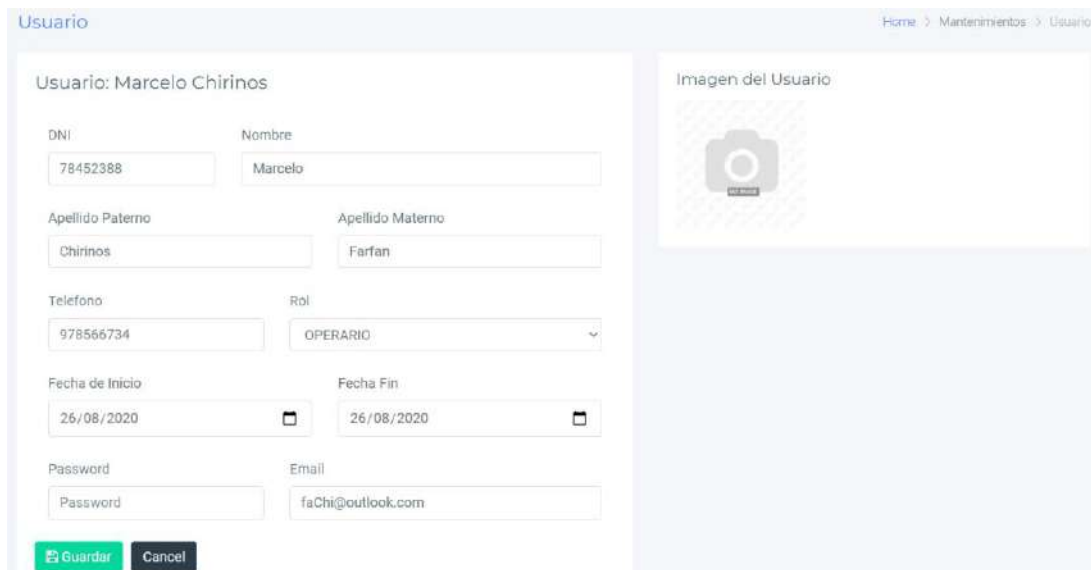 Usuario
Home > Mantenimientos > Usuario
Usuario: Marcelo Chirinos
Imagen del Usuario
DNI Nombre
78452388 Marcelo
NO IMAGE
Apellido Paterno Apellido Materno
Chirinos Farfan
Telefono Rol
978566734 OPERARIO
Fecha de Inicio Fecha Fin
26/08/2020 26/08/2020
Password Email
Password faChi@outlook.com
Guardar Cancel